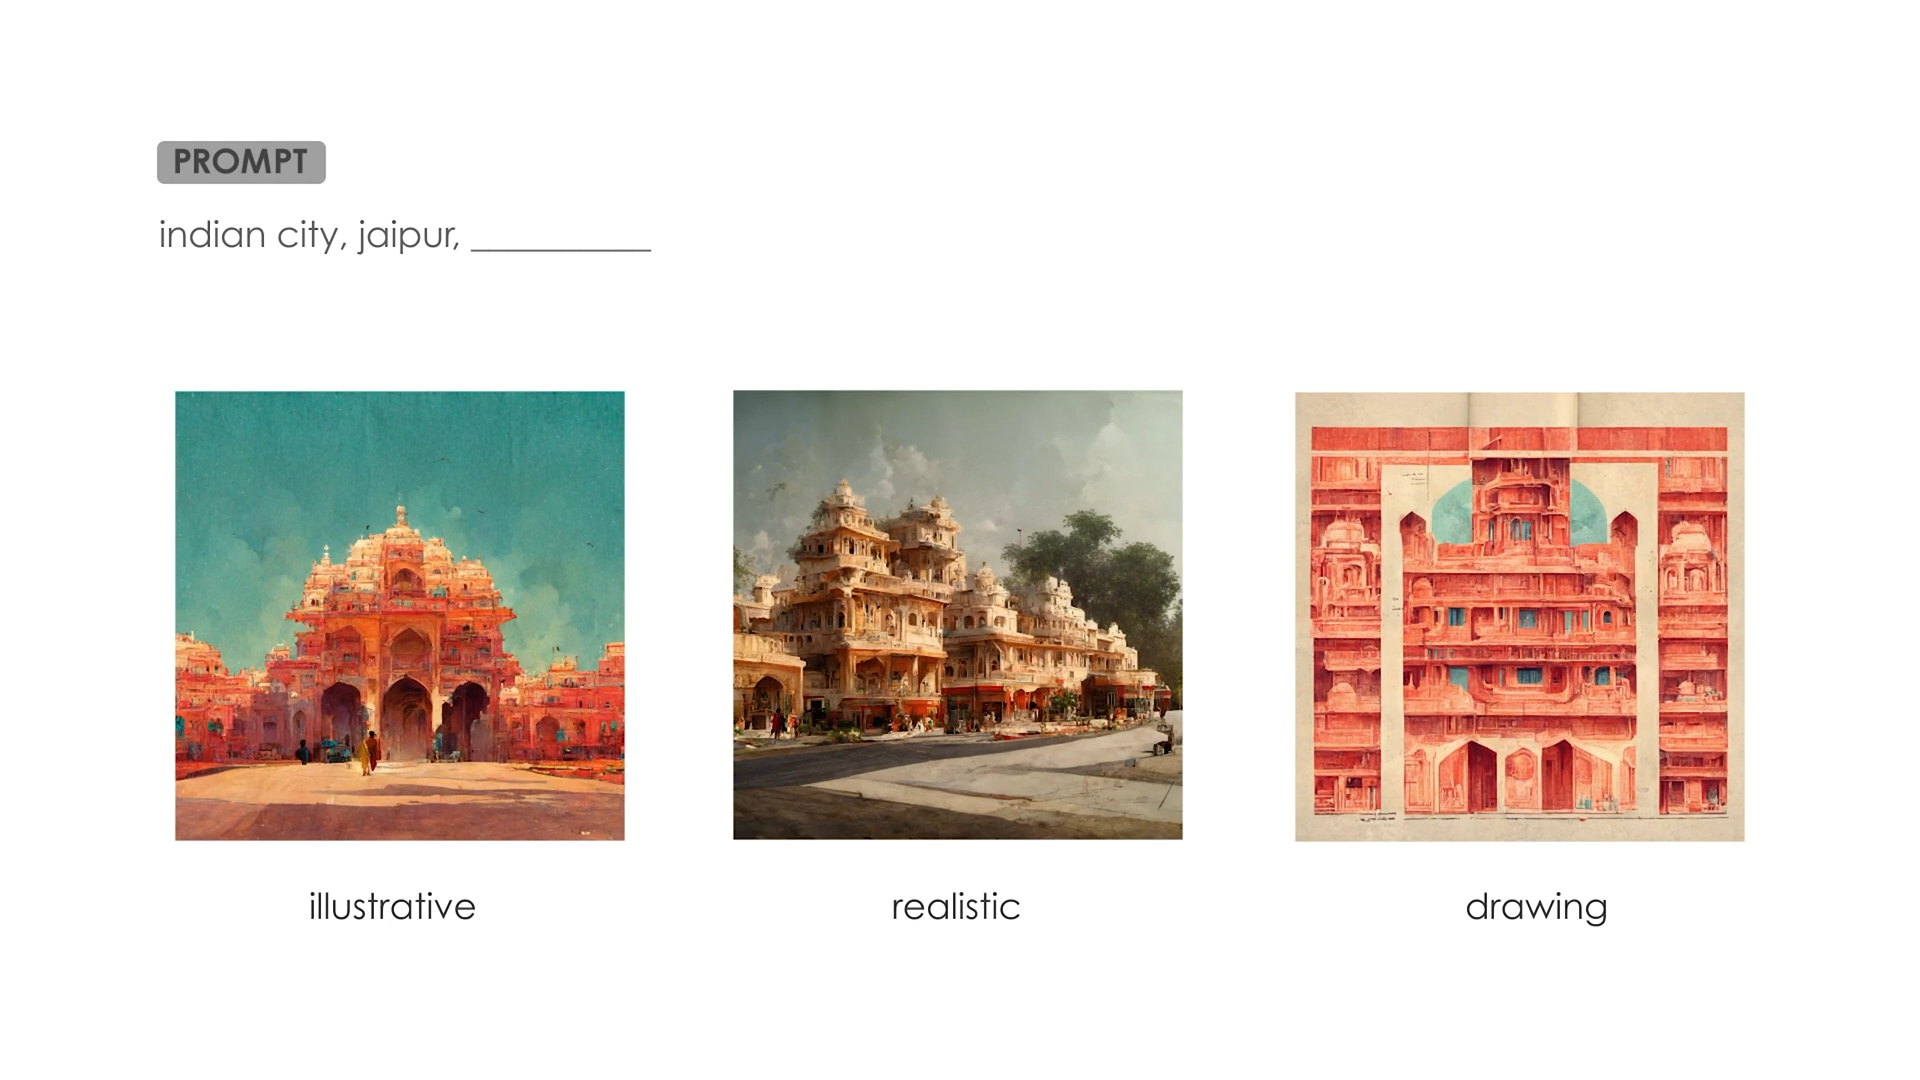 PROMPT
indian city, jaipur, __________
illustrative
realistic
drawing